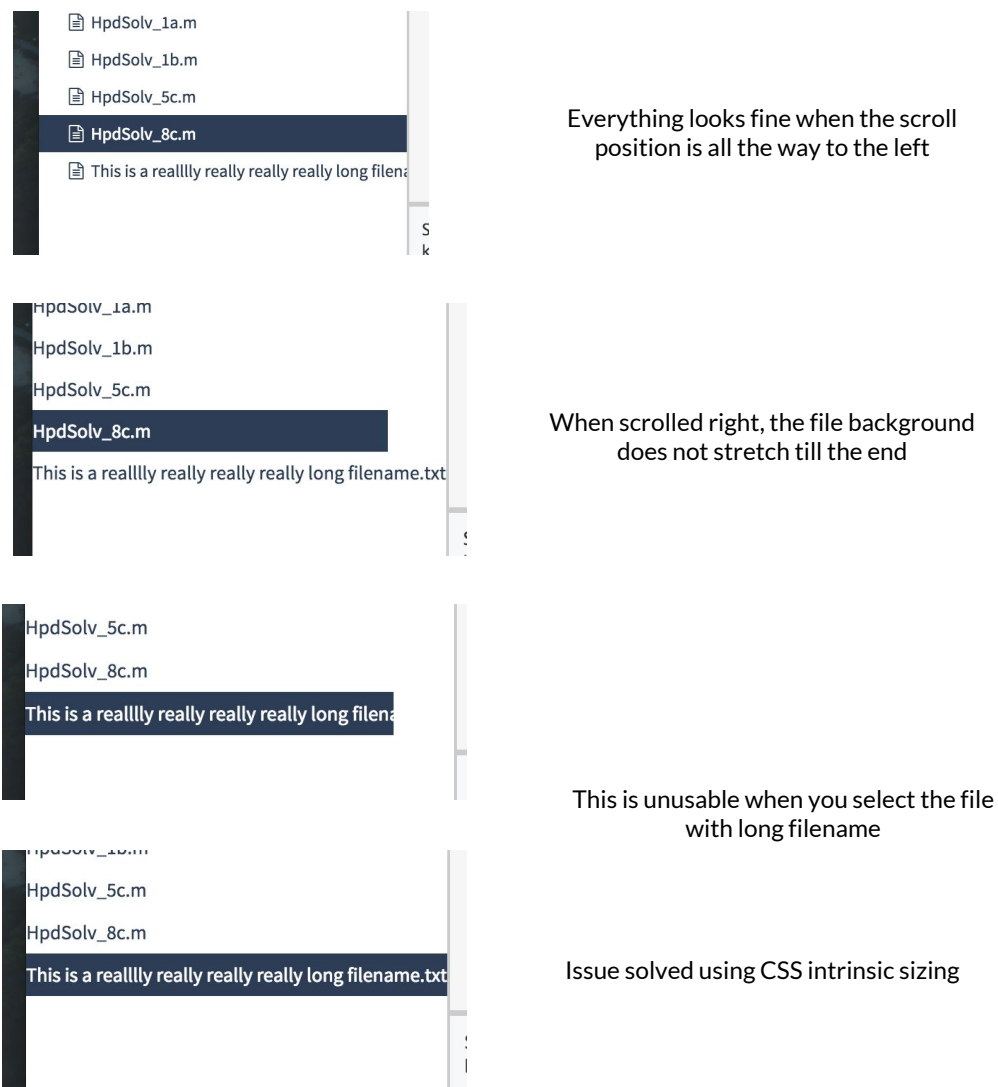 HpdSolv_1a.m
HpdSolv_1b.m
HpdSolv_5c.m
HpdSolv_8c.m
This is a realllly really really really long filena
S
k
Everything looks fine when the scroll
position is all the way to the left
HpdSolv_1a.m
HpdSolv_1b.m
HpdSolv_5c.m
HpdSolv_8c.m
This is a realllly really really really long filename.txt
When scrolled right, the file background
does not stretch till the end
HpdSolv_5c.m
HpdSolv_8c.m
This is a realllly really really really long filena
This is unusable when you select the file
with long filename
HpdSolv_1b.m
HpdSolv_5c.m
HpdSolv_8c.m
This is a realllly really really really long filename.txt
Issue solved using CSS intrinsic sizing